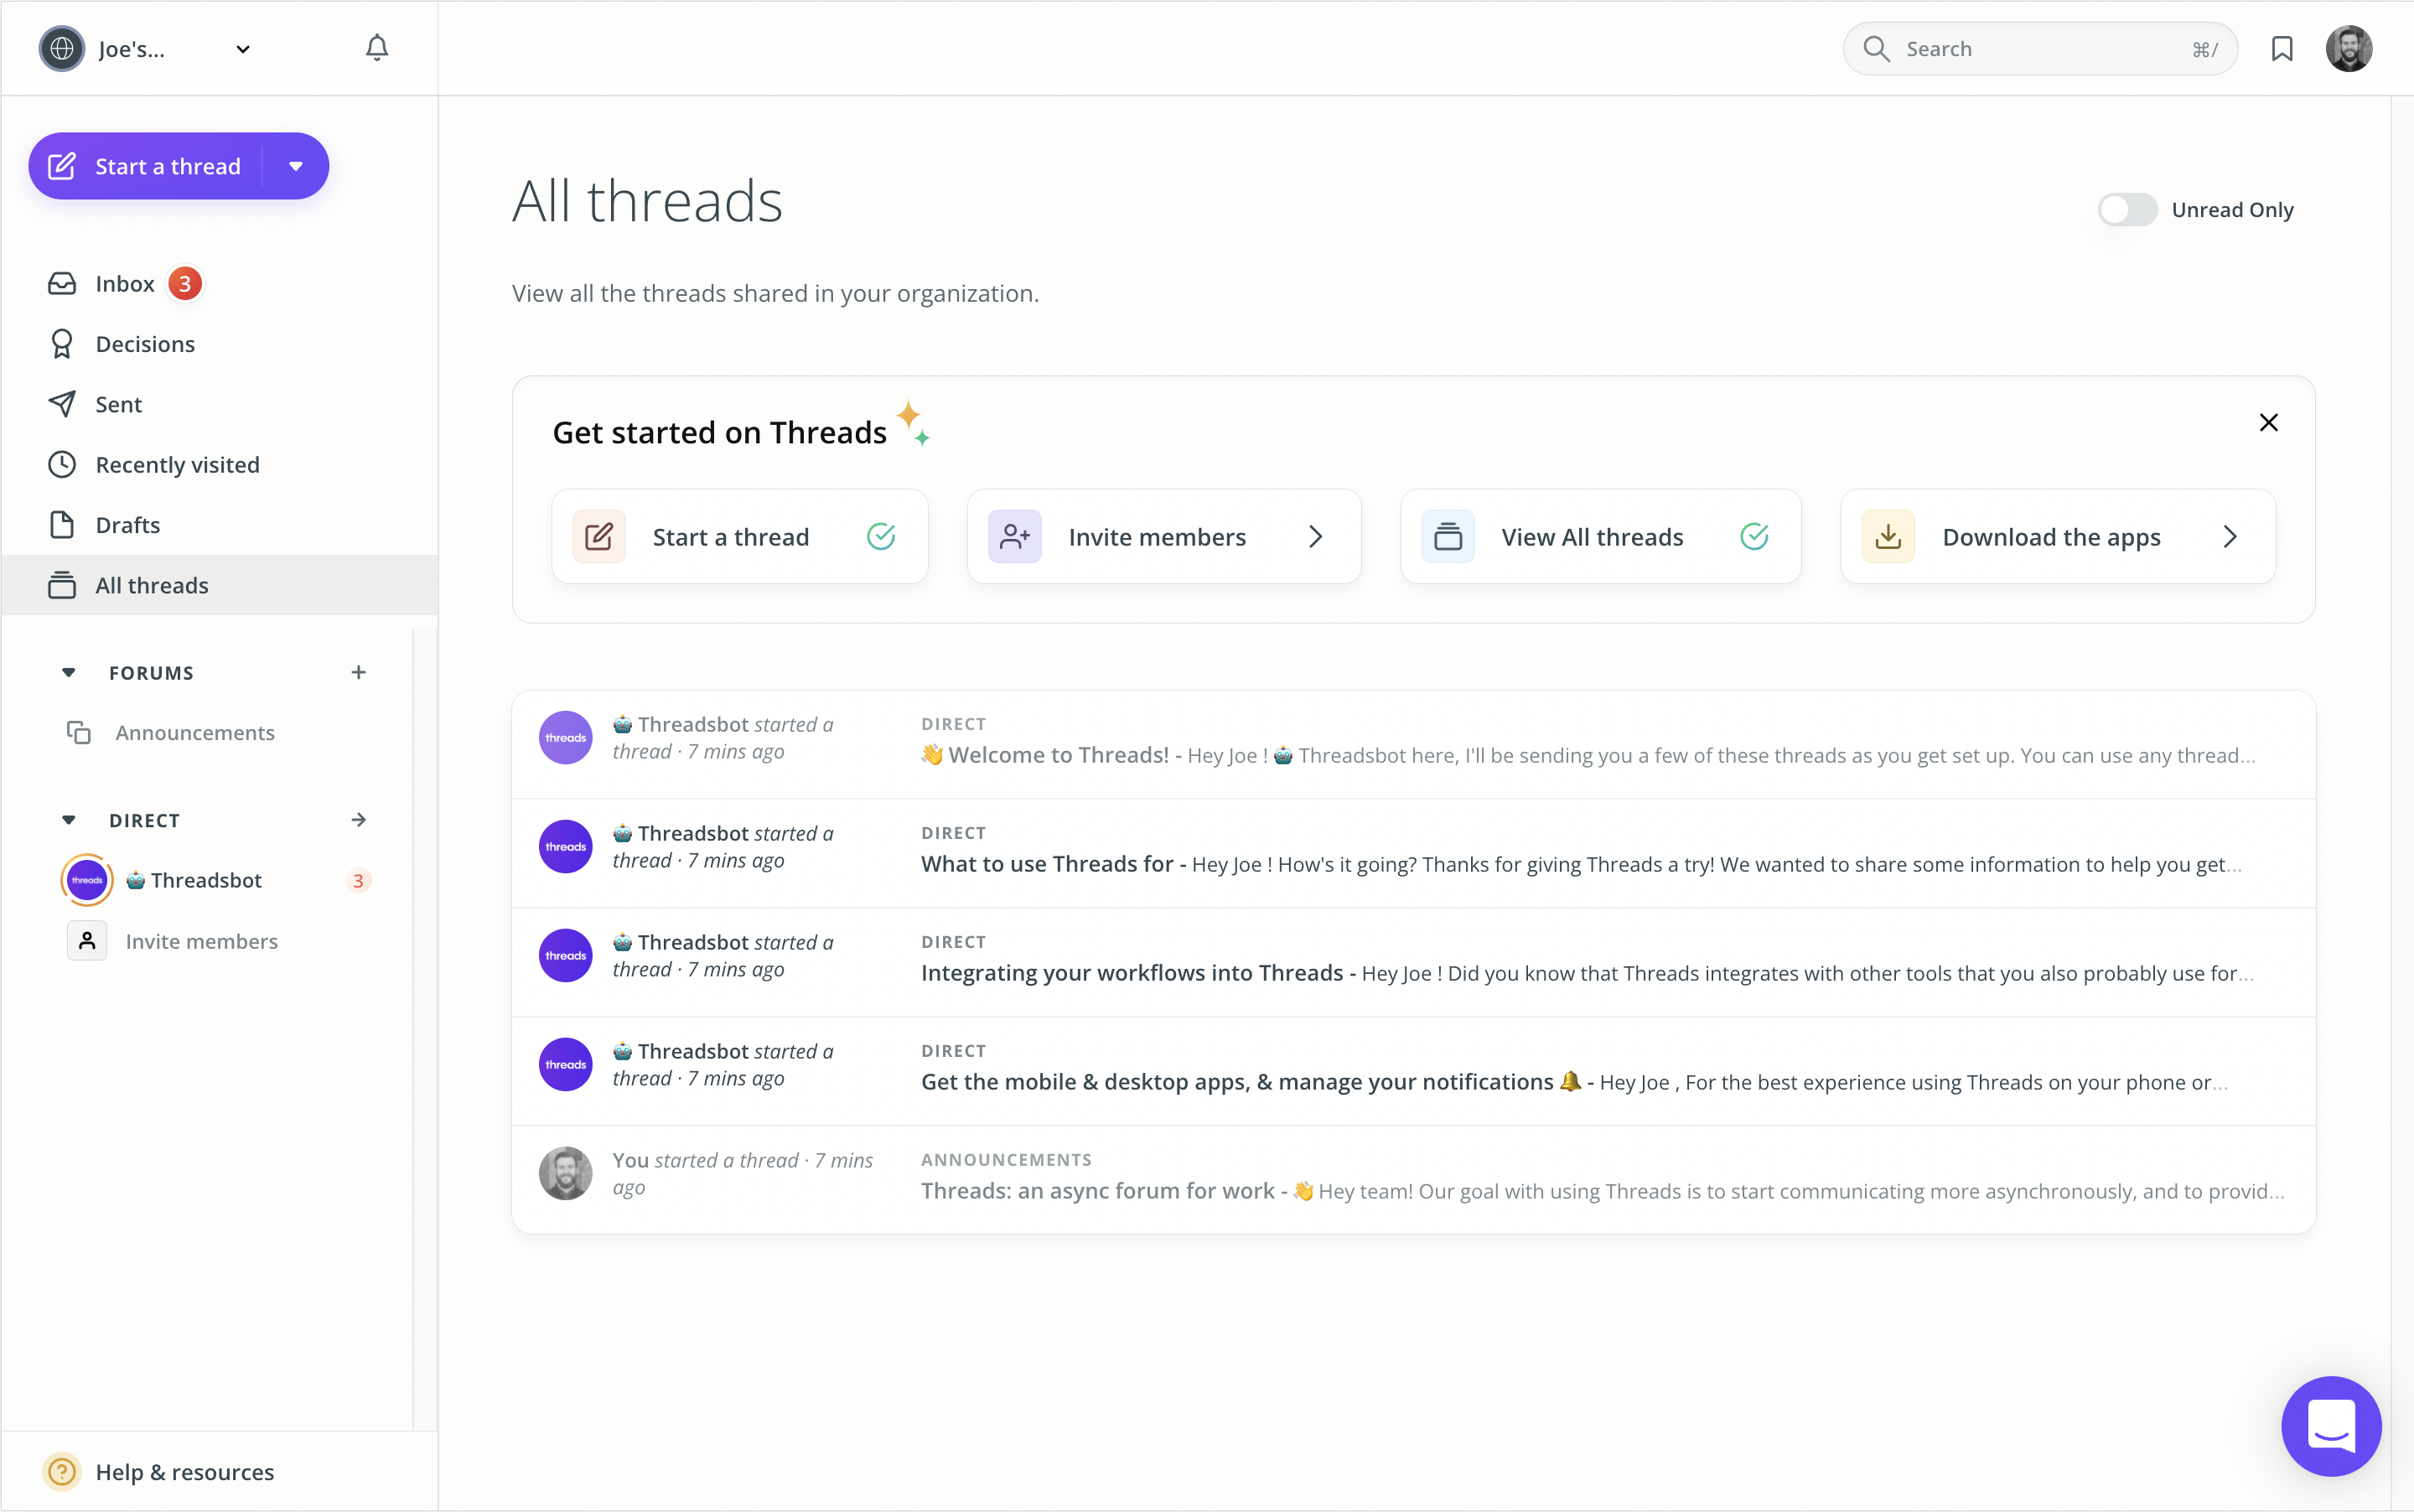 Joe's...
Search
⌘/
Start a thread
Inbox 3
Decisions
Sent
Recently visited
Drafts
All threads
FORUMS
Announcements
DIRECT
threads
🤖 Threadsbot 3
Invite members
Help & resources
All threads
Unread Only
View all the threads shared in your organization.
Get started on Threads
Start a thread
Invite members
View All threads
Download the apps
threads
🤖 Threadsbot started a
thread · 7 mins ago
DIRECT
👋 Welcome to Threads! - Hey Joe ! 🤖 Threadsbot here, I'll be sending you a few of these threads as you get set up. You can use any thread...
threads
🤖 Threadsbot started a
thread · 7 mins ago
DIRECT
What to use Threads for - Hey Joe ! How's it going? Thanks for giving Threads a try! We wanted to share some information to help you get...
threads
🤖 Threadsbot started a
thread · 7 mins ago
DIRECT
Integrating your workflows into Threads - Hey Joe ! Did you know that Threads integrates with other tools that you also probably use for...
threads
🤖 Threadsbot started a
thread · 7 mins ago
DIRECT
Get the mobile & desktop apps, & manage your notifications 🔔 - Hey Joe , For the best experience using Threads on your phone or...
You started a thread · 7 mins
ago
ANNOUNCEMENTS
Threads: an async forum for work - 👋 Hey team! Our goal with using Threads is to start communicating more asynchronously, and to provid...